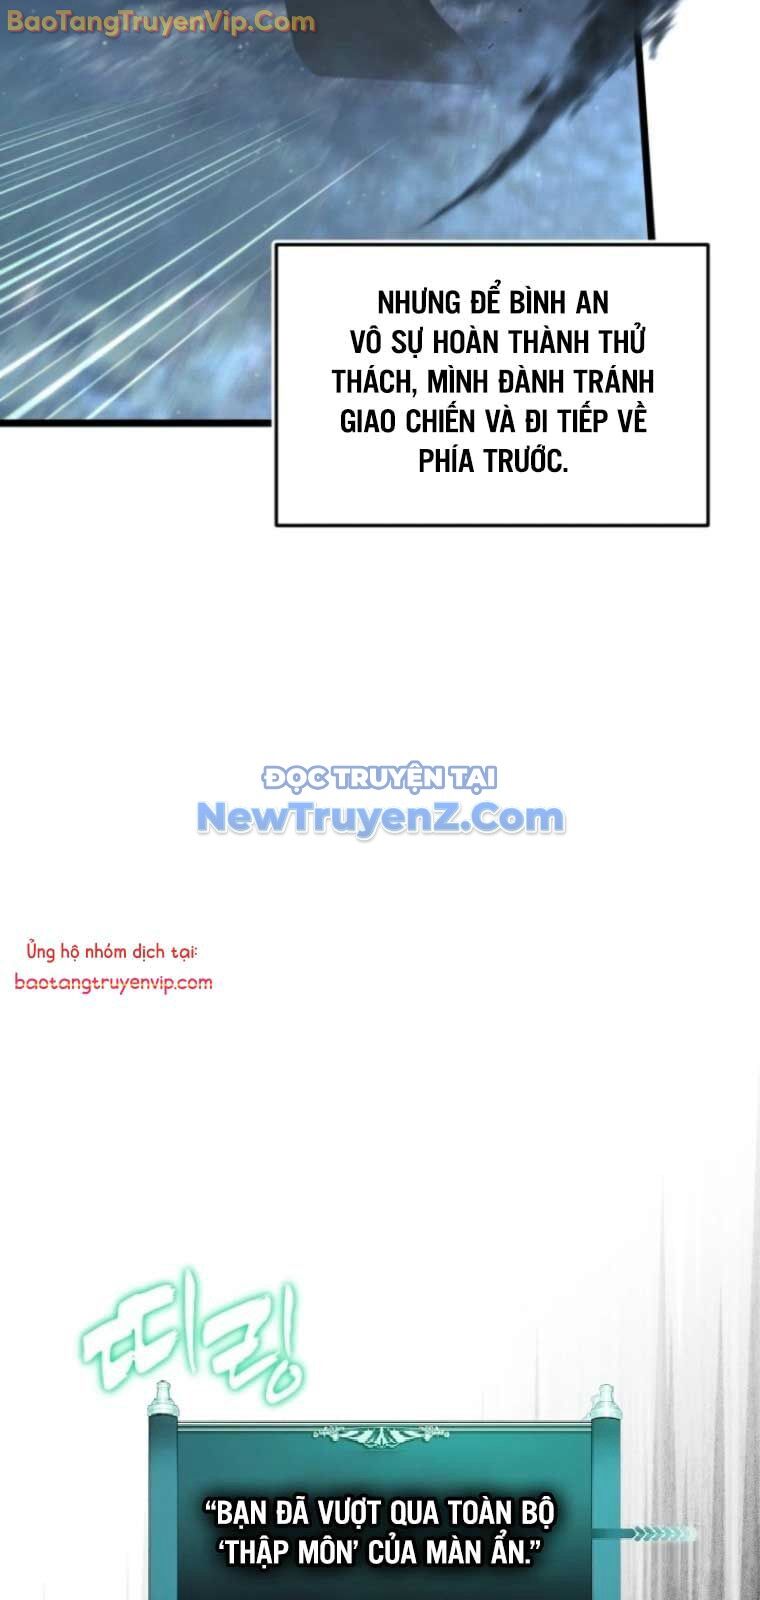 BaoTangTruyenVip.Com
BaoTangTruyenVip.Com
NHƯNG ĐỂ BÌNH AN
VÔ SỰ HOÀN THÀNH THỬ
THÁCH, MÌNH ĐÀNH TRÁNH
GIAO CHIẾN VÀ ĐI TIẾP VỀ
PHÍA TRƯỚC.
ĐỌC TRUYỆN TẠI
NewTruyenZ.Com
Ủng hộ nhóm dịch tại:
baotangtruyenvip.com
띠링
“BẠN ĐÃ VƯỢT QUA TOÀN BỘ
‘THẬP MÔN’ CỦA MÀN ẨN.”